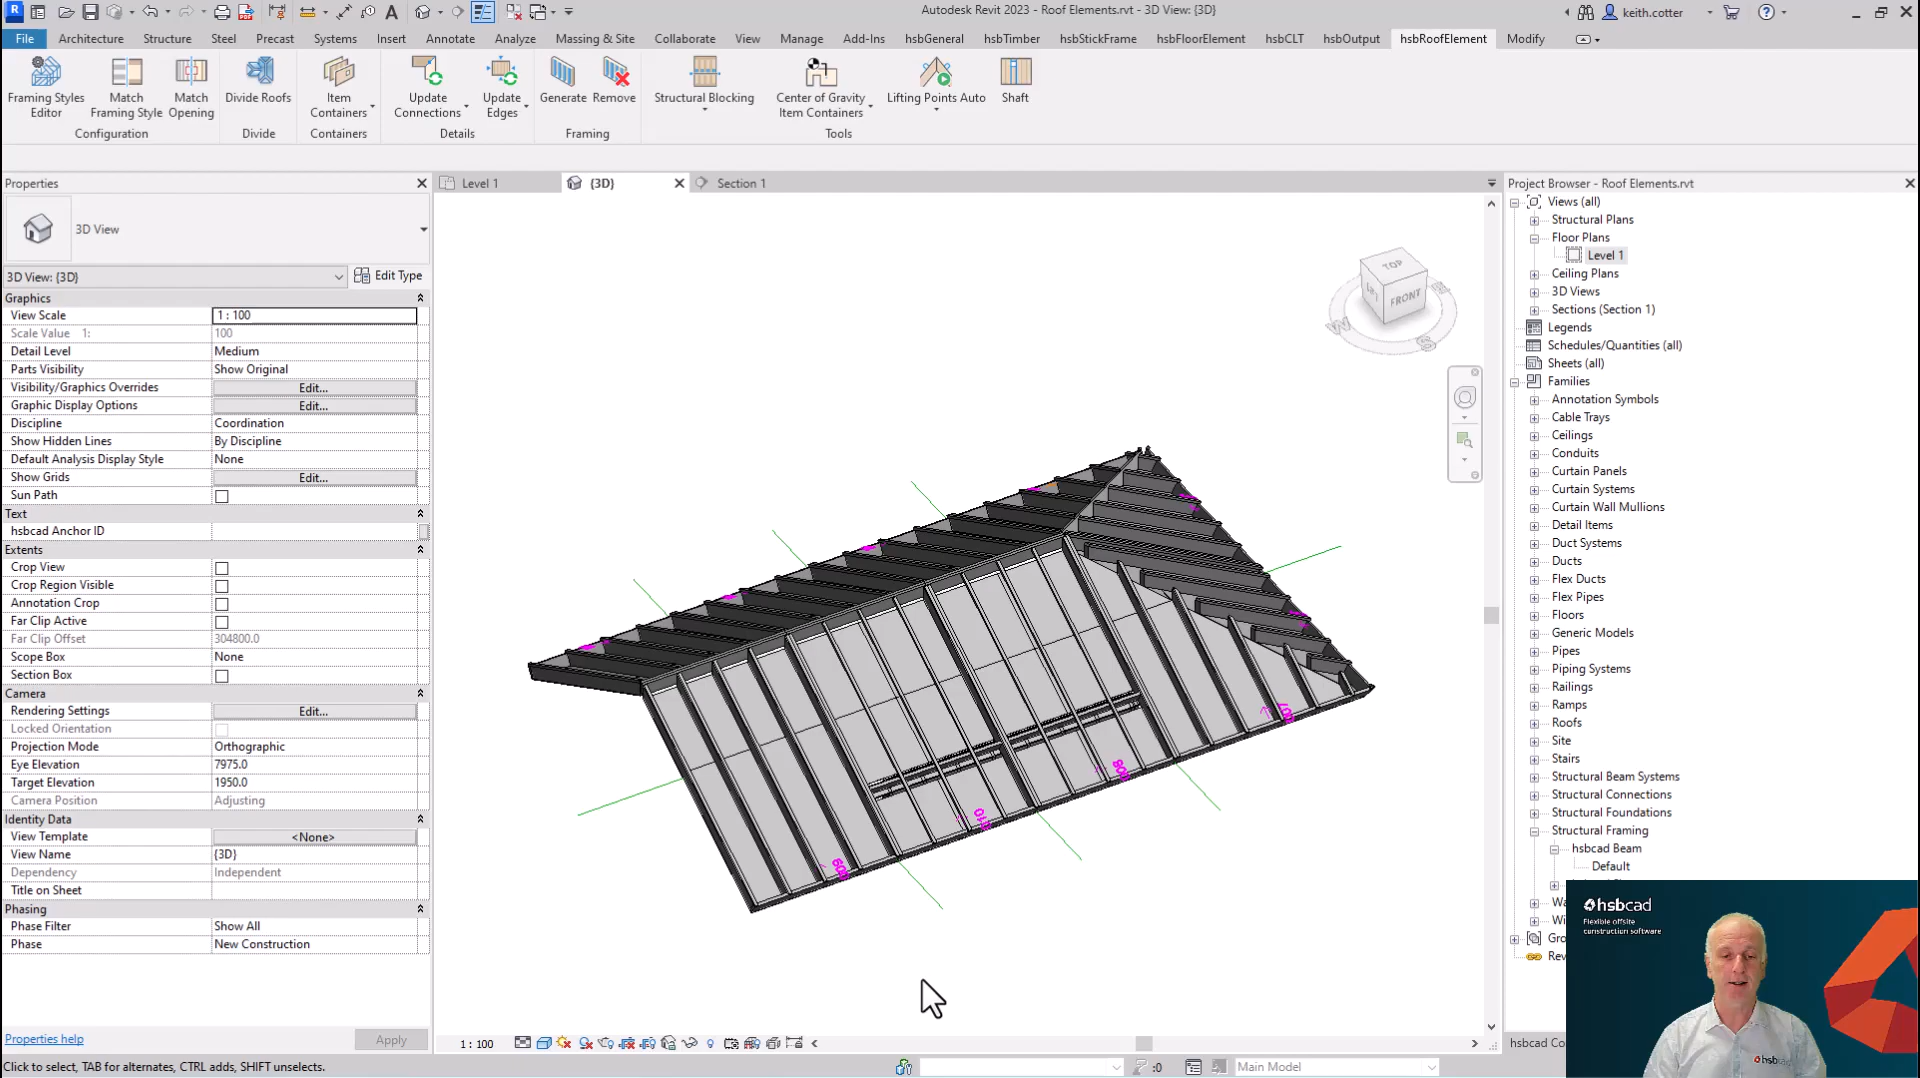 Autodesk Revit 2023 - Roof Elements.rvt - 3D View: {3D}
keith.cotter
File Architecture Structure Steel Precast Systems Insert Annotate Analyze Massing & Site Collaborate View Manage Add-Ins hsbGeneral hsbTimber hsbStickFrame hsbFloorElement hsbCLT hsbOutput hsbRoofElement Modify
Framing Styles Editor
Match Framing Style
Match Opening
Divide Roofs
Item Containers
Update Connections
Update Edges
Generate
Remove
Structural Blocking
Center of Gravity Item Containers
Lifting Points Auto
Shaft
Configuration Divide Containers Details Framing Tools
Properties
3D View
3D View: {3D}
Edit Type
Graphics
View Scale 1 : 100
Scale Value 1: 100
Detail Level Medium
Parts Visibility Show Original
Visibility/Graphics Overrides Edit...
Graphic Display Options Edit...
Discipline Coordination
Show Hidden Lines By Discipline
Default Analysis Display Style None
Show Grids Edit...
Sun Path
Text
hsbcad Anchor ID
Extents
Crop View
Crop Region Visible
Annotation Crop
Far Clip Active
Far Clip Offset 304800.0
Scope Box None
Section Box
Camera
Rendering Settings Edit...
Locked Orientation
Projection Mode Orthographic
Eye Elevation 7975.0
Target Elevation 1950.0
Camera Position Adjusting
Identity Data
View Template <None>
View Name {3D}
Dependency Independent
Title on Sheet
Phasing
Phase Filter Show All
Phase New Construction
Properties help
Apply
Level 1
{3D}
Section 1
TOP
FRONT
W
S
007
008
010
009
1 : 100
Project Browser - Roof Elements.rvt
Views (all)
Structural Plans
Floor Plans
Level 1
Ceiling Plans
3D Views
Sections (Section 1)
Legends
Schedules/Quantities (all)
Sheets (all)
Families
Annotation Symbols
Cable Trays
Ceilings
Conduits
Curtain Panels
Curtain Systems
Curtain Wall Mullions
Detail Items
Duct Systems
Ducts
Flex Ducts
Flex Pipes
Floors
Generic Models
Pipes
Piping Systems
Railings
Ramps
Roofs
Site
Stairs
Structural Beam Systems
Structural Connections
Structural Foundations
Structural Framing
hsbcad Beam
Default
Wa
Wi
Gro
Rev
hsbcad Co
hsbcad
Flexible offsite
construction software
hsbcad
Click to select, TAB for alternates, CTRL adds, SHIFT unselects.
:0
Main Model